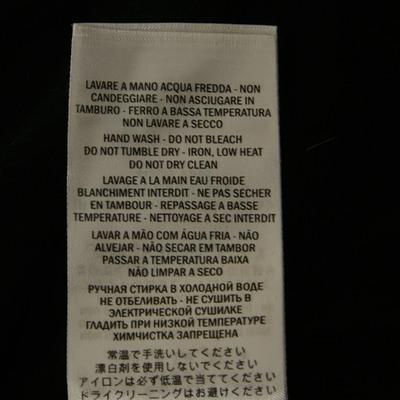 LAVARE A MANO ACQUA FREDDA - NON
CANDEGGIARE - NON ASCIUGARE IN
TAMBURO - FERRO A BASSA TEMPERATURA
NON LAVARE A SECCO
HAND WASH - DO NOT BLEACH
DO NOT TUMBLE DRY - IRON, LOW HEAT
DO NOT DRY CLEAN
LAVAGE A LA MAIN EAU FROIDE
BLANCHIMENT INTERDIT - NE PAS SECHER
EN TAMBOUR - REPASSAGE A BASSE
TEMPERATURE - NETTOYAGE A SEC INTERDIT
LAVAR A MÃO COM ÁGUA FRIA - NÃO
ALVEJAR - NÃO SECAR EM TAMBOR
PASSAR A TEMPERATURA BAIXA
NÃO LIMPAR A SECO
РУЧНАЯ СТИРКА В ХОЛОДНОЙ ВОДЕ
НЕ ОТБЕЛИВАТЬ - НЕ СУШИТЬ В
ЭЛЕКТРИЧЕСКОЙ СУШИЛКЕ
ГЛАДИТЬ ПРИ НИЗКОЙ ТЕМПЕРАТУРЕ
ХИМЧИСТКА ЗАПРЕЩЕНА
常温で手洗いしてください
漂白剤を使用しないでください
アイロンは必ず低温で当ててください
ドライクリーニングはお避けください